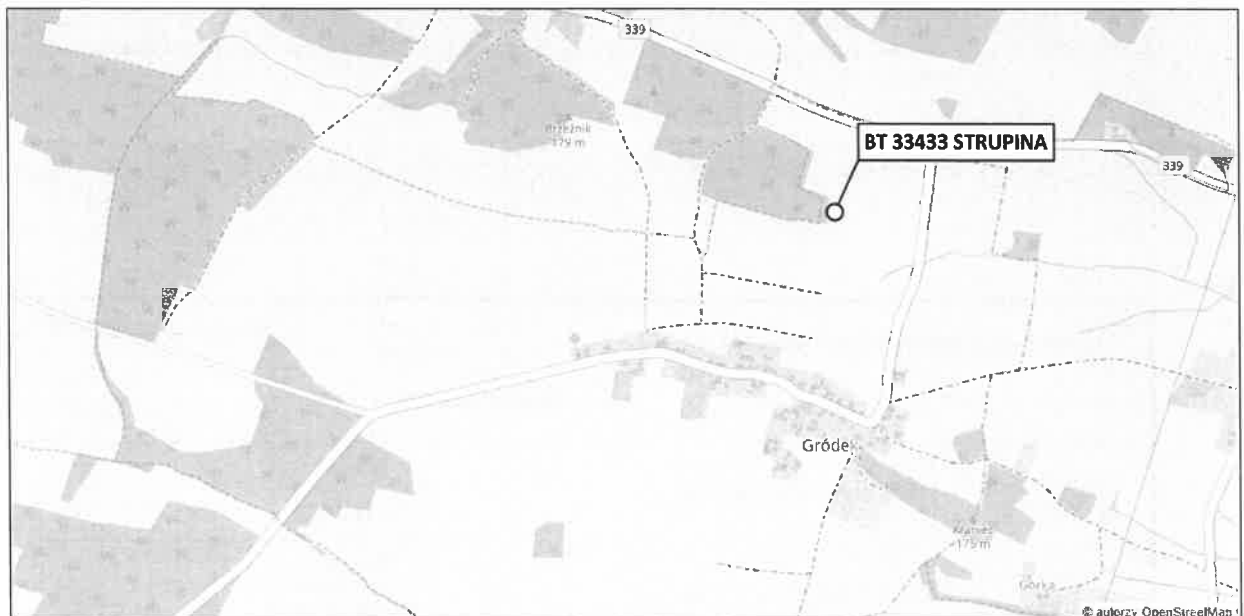 339
BT 33433 STRUPINA
Brzeźnik
179 m
339
Gródek
175 m
Górka
© autorzy OpenStreetMap